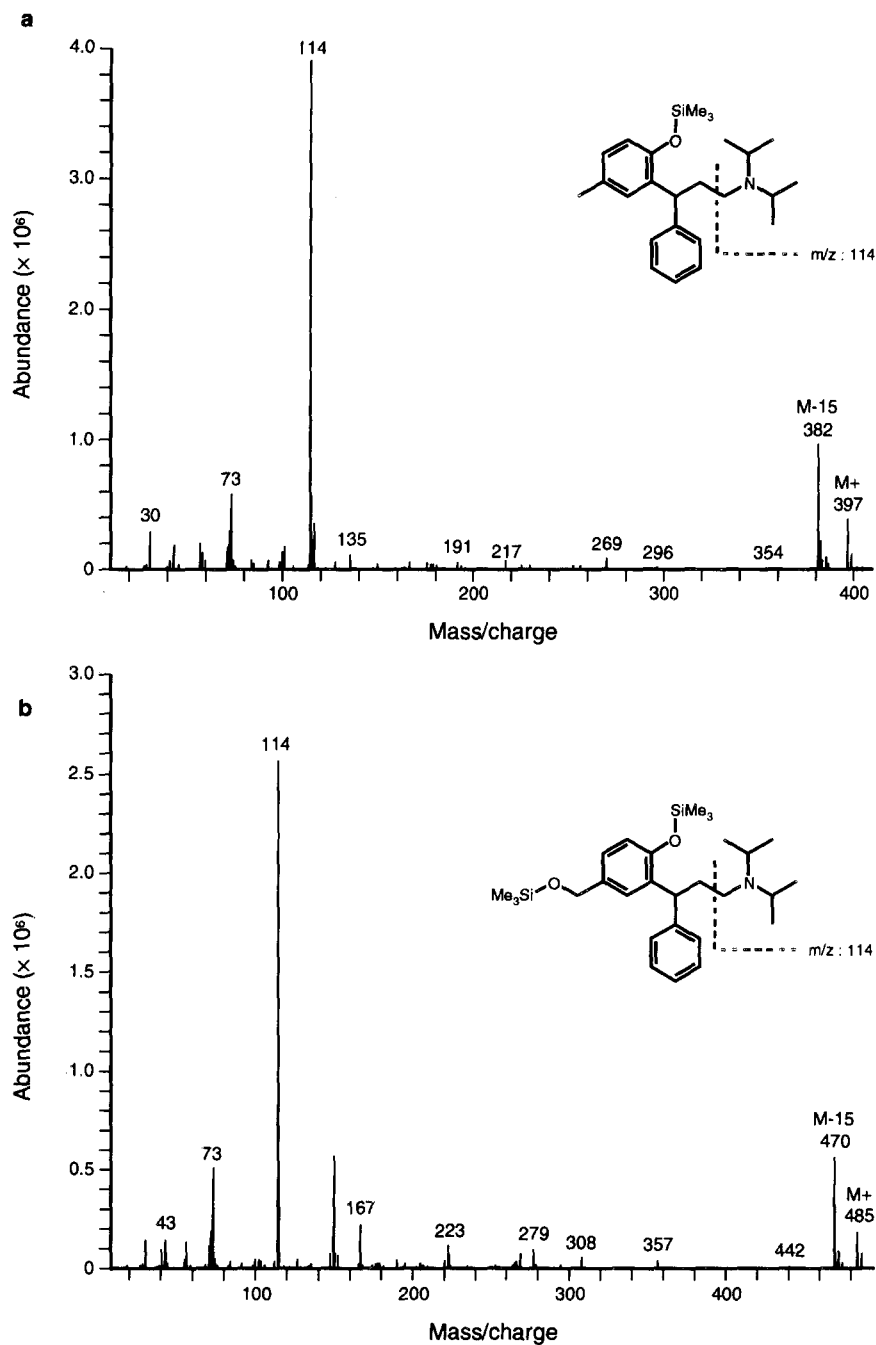 a
4.0
3.0
2.0
1.0
0
Abundance (× 10⁶)
114
30
73
135
191
217
269
296
354
M-15
382
M+
397
SiMe₃
O
N
m/z : 114
100
200
300
400
Mass/charge
b
3.0
2.5
2.0
1.5
1.0
0.5
0
Abundance (× 10⁶)
114
43
73
167
223
279
308
357
442
M-15
470
M+
485
SiMe₃
O
Me₃Si
O
N
m/z : 114
100
200
300
400
Mass/charge